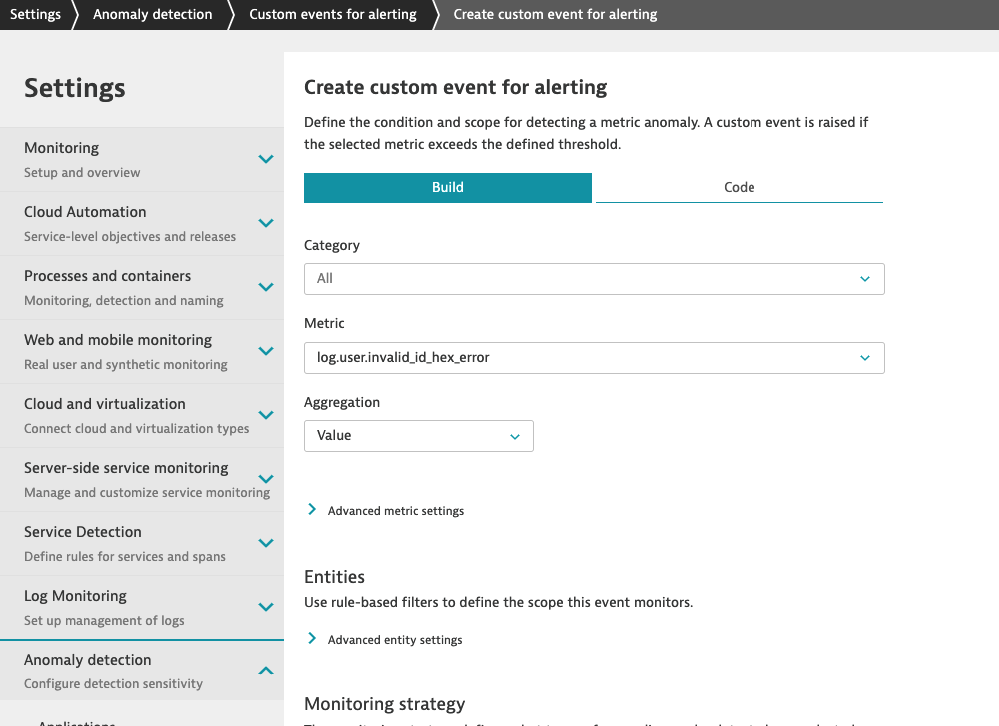 Settings
Anomaly detection
Custom events for alerting
Create custom event for alerting
Settings
Monitoring
Setup and overview
Cloud Automation
Service-level objectives and releases
Processes and containers
Monitoring, detection and naming
Web and mobile monitoring
Real user and synthetic monitoring
Cloud and virtualization
Connect cloud and virtualization types
Server-side service monitoring
Manage and customize service monitoring
Service Detection
Define rules for services and spans
Log Monitoring
Set up management of logs
Anomaly detection
Configure detection sensitivity
Applications
Create custom event for alerting
Define the condition and scope for detecting a metric anomaly. A custom event is raised if
the selected metric exceeds the defined threshold.
Build
Code
Category
All
Metric
log.user.invalid_id_hex_error
Aggregation
Value
Advanced metric settings
Entities
Use rule-based filters to define the scope this event monitors.
Advanced entity settings
Monitoring strategy